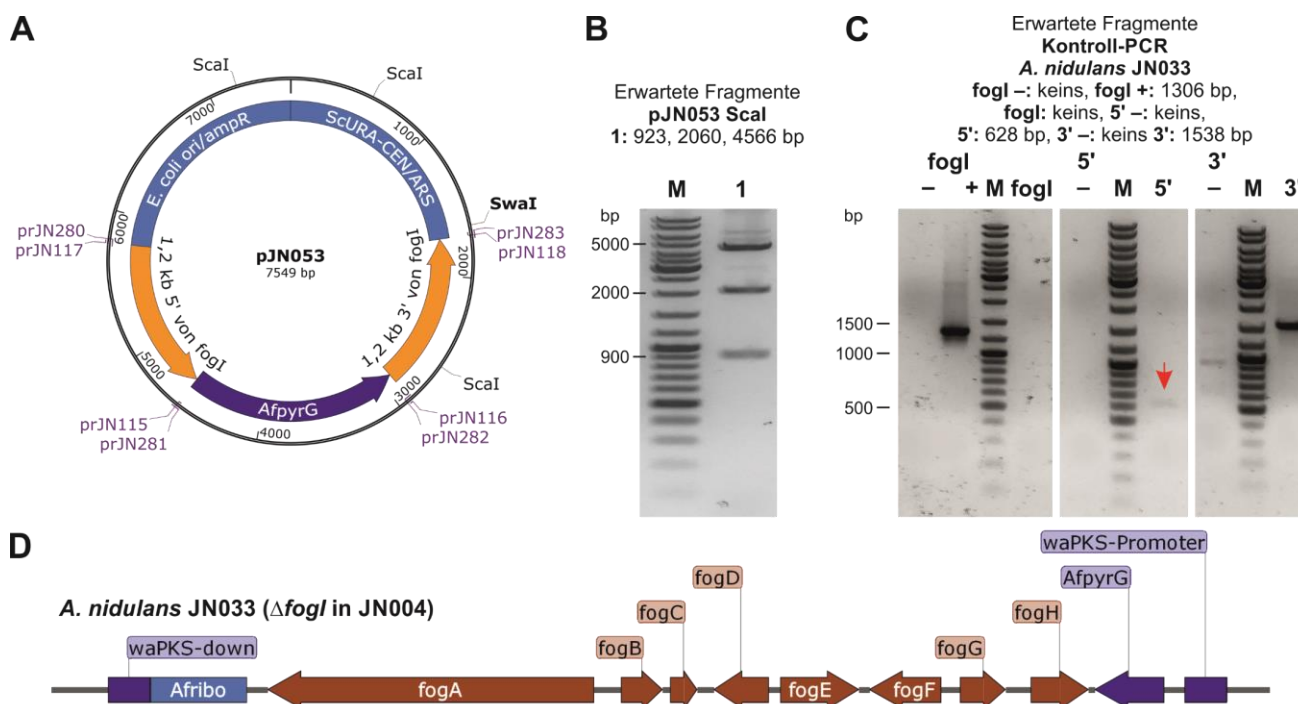 A
ScaI
ScaI
7000
1000
E. coli ori/ampR
ScURA-CEN/ARS
SwaI
prJN280
prJN117
6000
prJN283
prJN118
2000
pJN053
7549 bp
1,2 kb 5' von fogI
1,2 kb 3' von fogI
5000
ScaI
AfpyrG
3000
4000
prJN115
prJN281
prJN116
prJN282
B
Erwartete Fragmente
pJN053 ScaI
1: 923, 2060, 4566 bp
M 1
bp
5000
2000
900
C
Erwartete Fragmente
Kontroll-PCR
A. nidulans JN033
fogI –: keins, fogI +: 1306 bp,
fogI: keins, 5' –: keins,
5': 628 bp, 3' –: keins 3': 1538 bp
fogI 5' 3'
– + M fogI – M 5' – M 3'
bp
1500
1000
500
D
waPKS-Promoter
fogD AfpyrG
A. nidulans JN033 (ΔfogI in JN004)
fogC fogH
waPKS-down fogB fogG
Afribo fogA fogE fogF